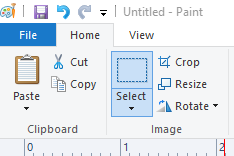 Untitled - Paint
File Home View
Cut
Copy
Paste
Crop
Resize
Select
Rotate
Clipboard Image
0 1 2